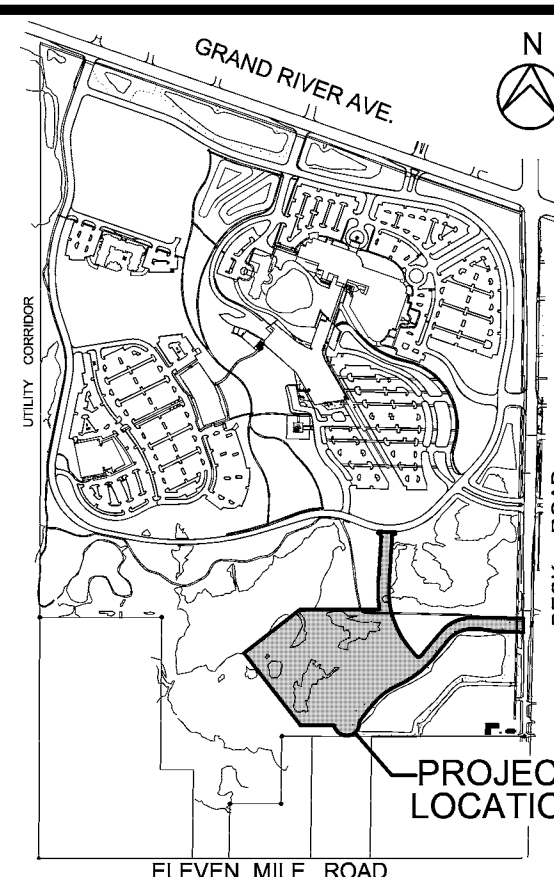 GRAND RIVER AVE.
N
UTILITY CORRIDOR
PROJEC
LOCATIO
ELEVEN MILE ROAD